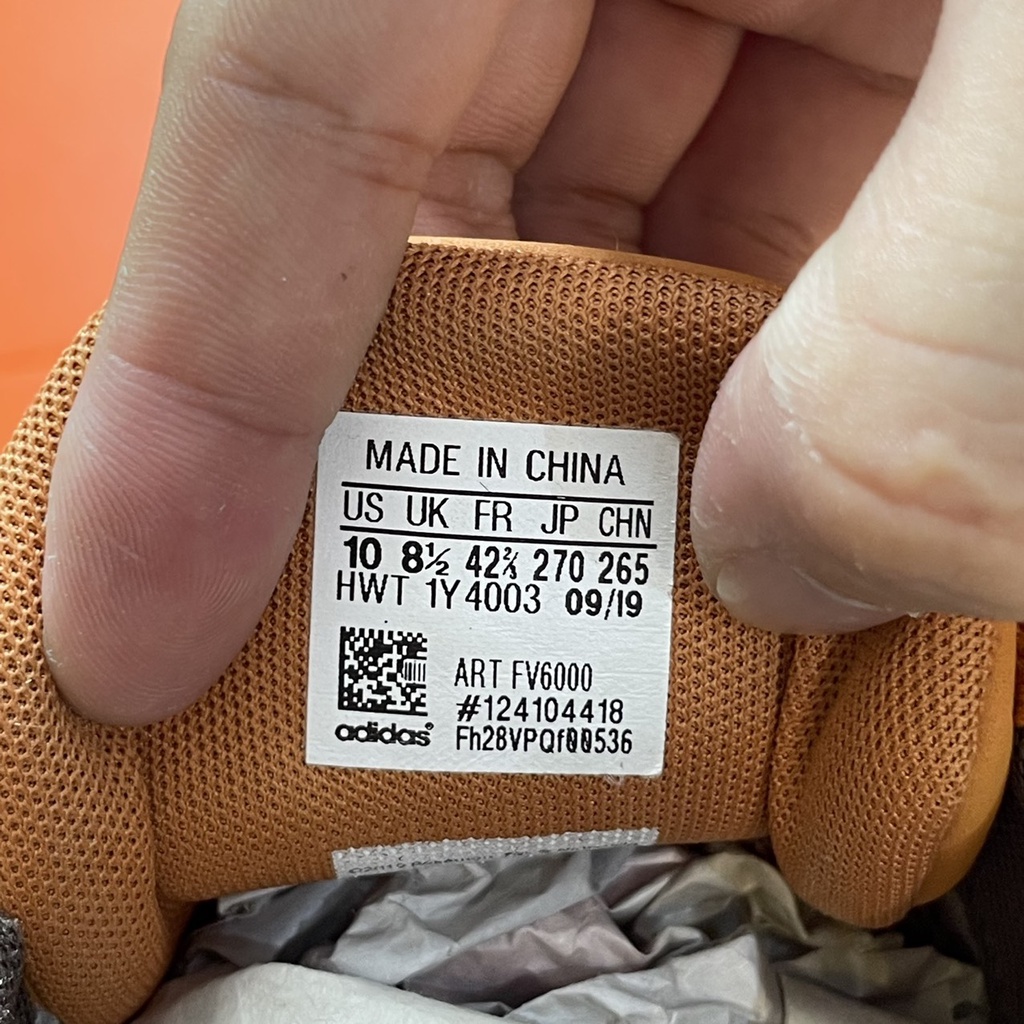 MADE IN CHINA
US UK FR JP CHN
10 8½ 42⅔ 270 265
HWT 1Y4003 09/19
ART FV6000
#124104418
adidas® Fh28VPQf00536